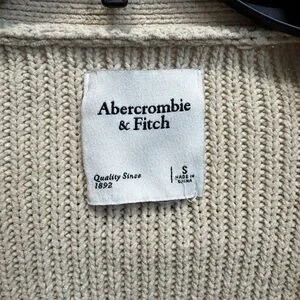 Abercrombie
& Fitch
Quality Since
1892
S
MADE IN
CHINA